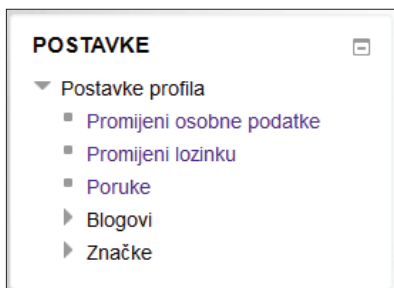 POSTAVKE
Postavke profila
Promijeni osobne podatke
Promijeni lozinku
Poruke
Blogovi
Značke